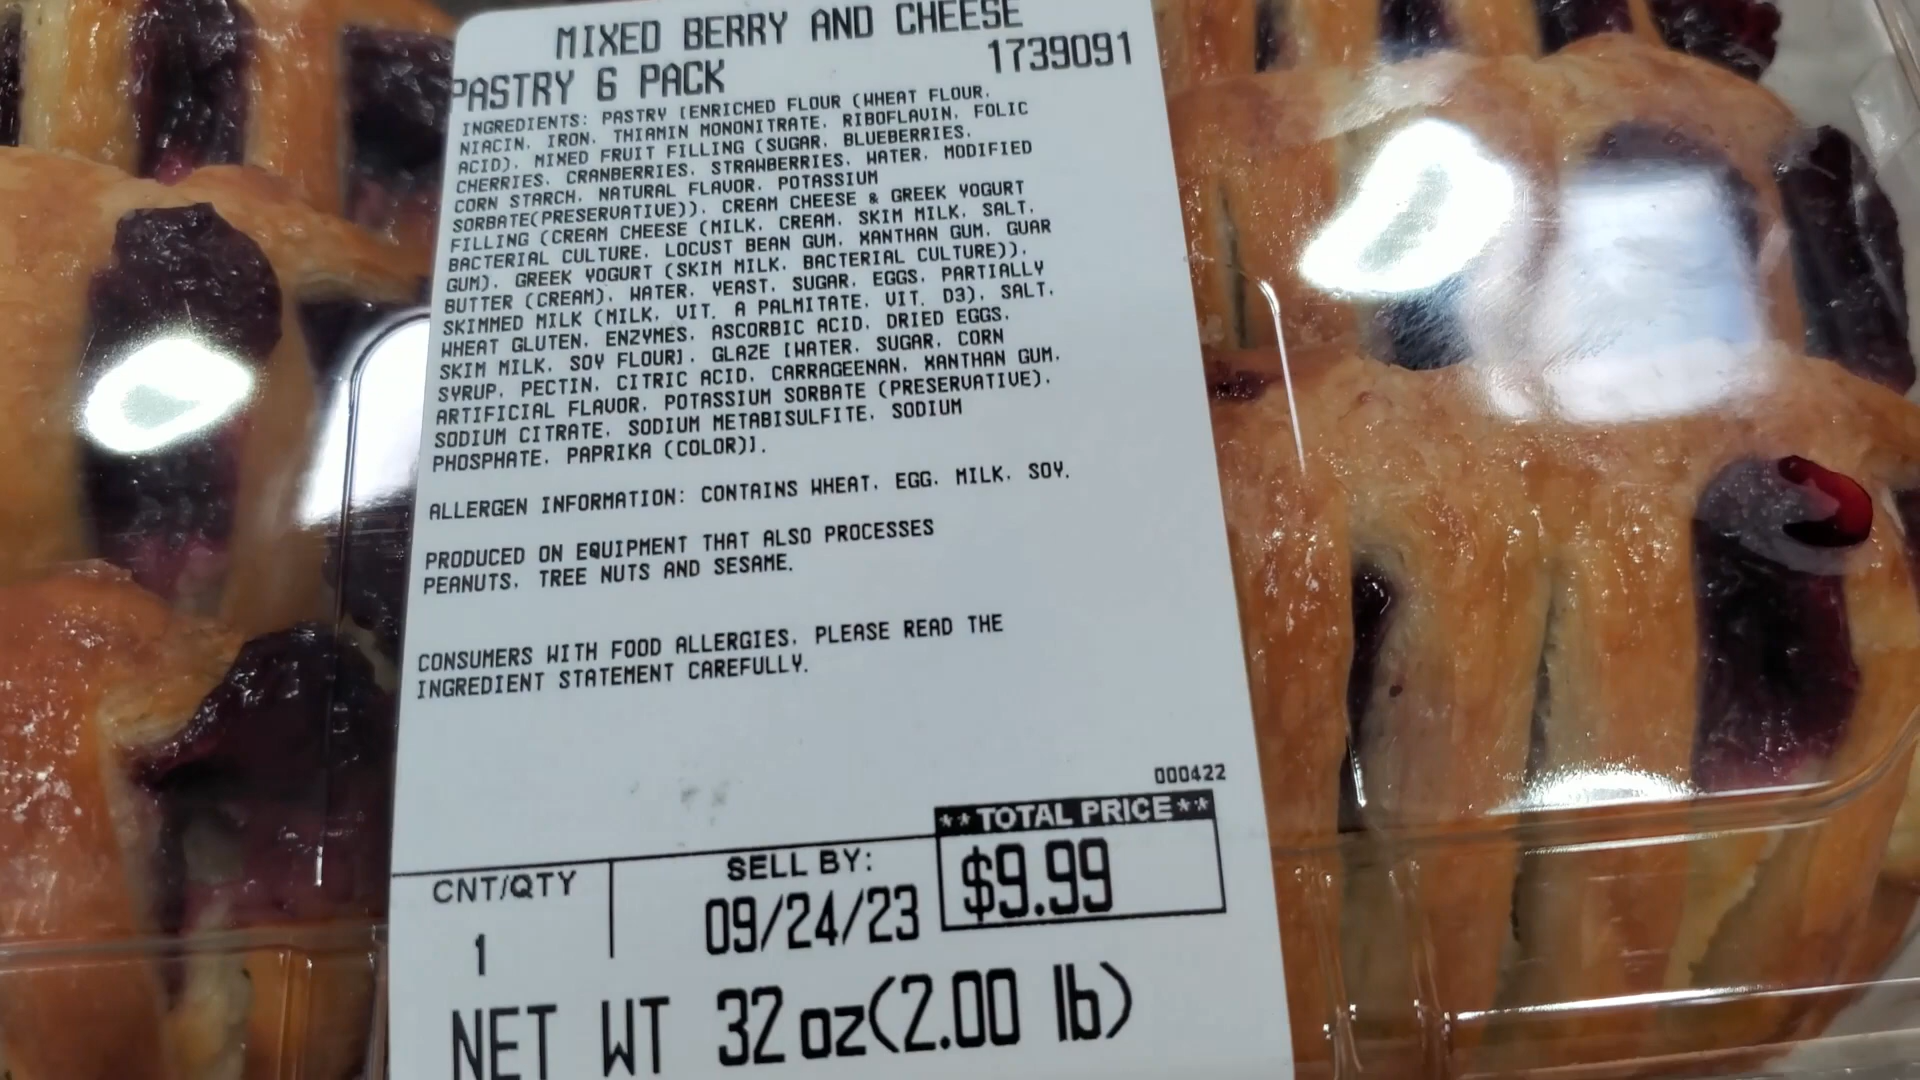 MIXED BERRY AND CHEESE
PASTRY 6 PACK
1739091
INGREDIENTS: PASTRY [ENRICHED FLOUR (WHEAT FLOUR,
NIACIN, IRON, THIAMIN MONONITRATE, RIBOFLAVIN, FOLIC
ACID), MIXED FRUIT FILLING (SUGAR, BLUEBERRIES,
CHERRIES, CRANBERRIES, STRAWBERRIES, WATER, MODIFIED
CORN STARCH, NATURAL FLAVOR, POTASSIUM
SORBATE(PRESERVATIVE)), CREAM CHEESE & GREEK YOGURT
FILLING (CREAM CHEESE (MILK, CREAM, SKIM MILK, SALT,
BACTERIAL CULTURE, LOCUST BEAN GUM, XANTHAN GUM, GUAR
GUM), GREEK YOGURT (SKIM MILK, BACTERIAL CULTURE)),
BUTTER (CREAM), WATER, YEAST, SUGAR, EGGS, PARTIALLY
SKIMMED MILK (MILK, VIT. A PALMITATE, VIT. D3), SALT,
WHEAT GLUTEN, ENZYMES, ASCORBIC ACID, DRIED EGGS,
SKIM MILK, SOY FLOUR], GLAZE [WATER, SUGAR, CORN
SYRUP, PECTIN, CITRIC ACID, CARRAGEENAN, XANTHAN GUM,
ARTIFICIAL FLAVOR, POTASSIUM SORBATE (PRESERVATIVE),
SODIUM CITRATE, SODIUM METABISULFITE, SODIUM
PHOSPHATE, PAPRIKA (COLOR)].
ALLERGEN INFORMATION: CONTAINS WHEAT, EGG, MILK, SOY.
PRODUCED ON EQUIPMENT THAT ALSO PROCESSES
PEANUTS, TREE NUTS AND SESAME.
CONSUMERS WITH FOOD ALLERGIES, PLEASE READ THE
INGREDIENT STATEMENT CAREFULLY.
000422
**TOTAL PRICE**
$9.99
CNT/QTY
1
SELL BY:
09/24/23
NET WT 32 oz(2.00 lb)